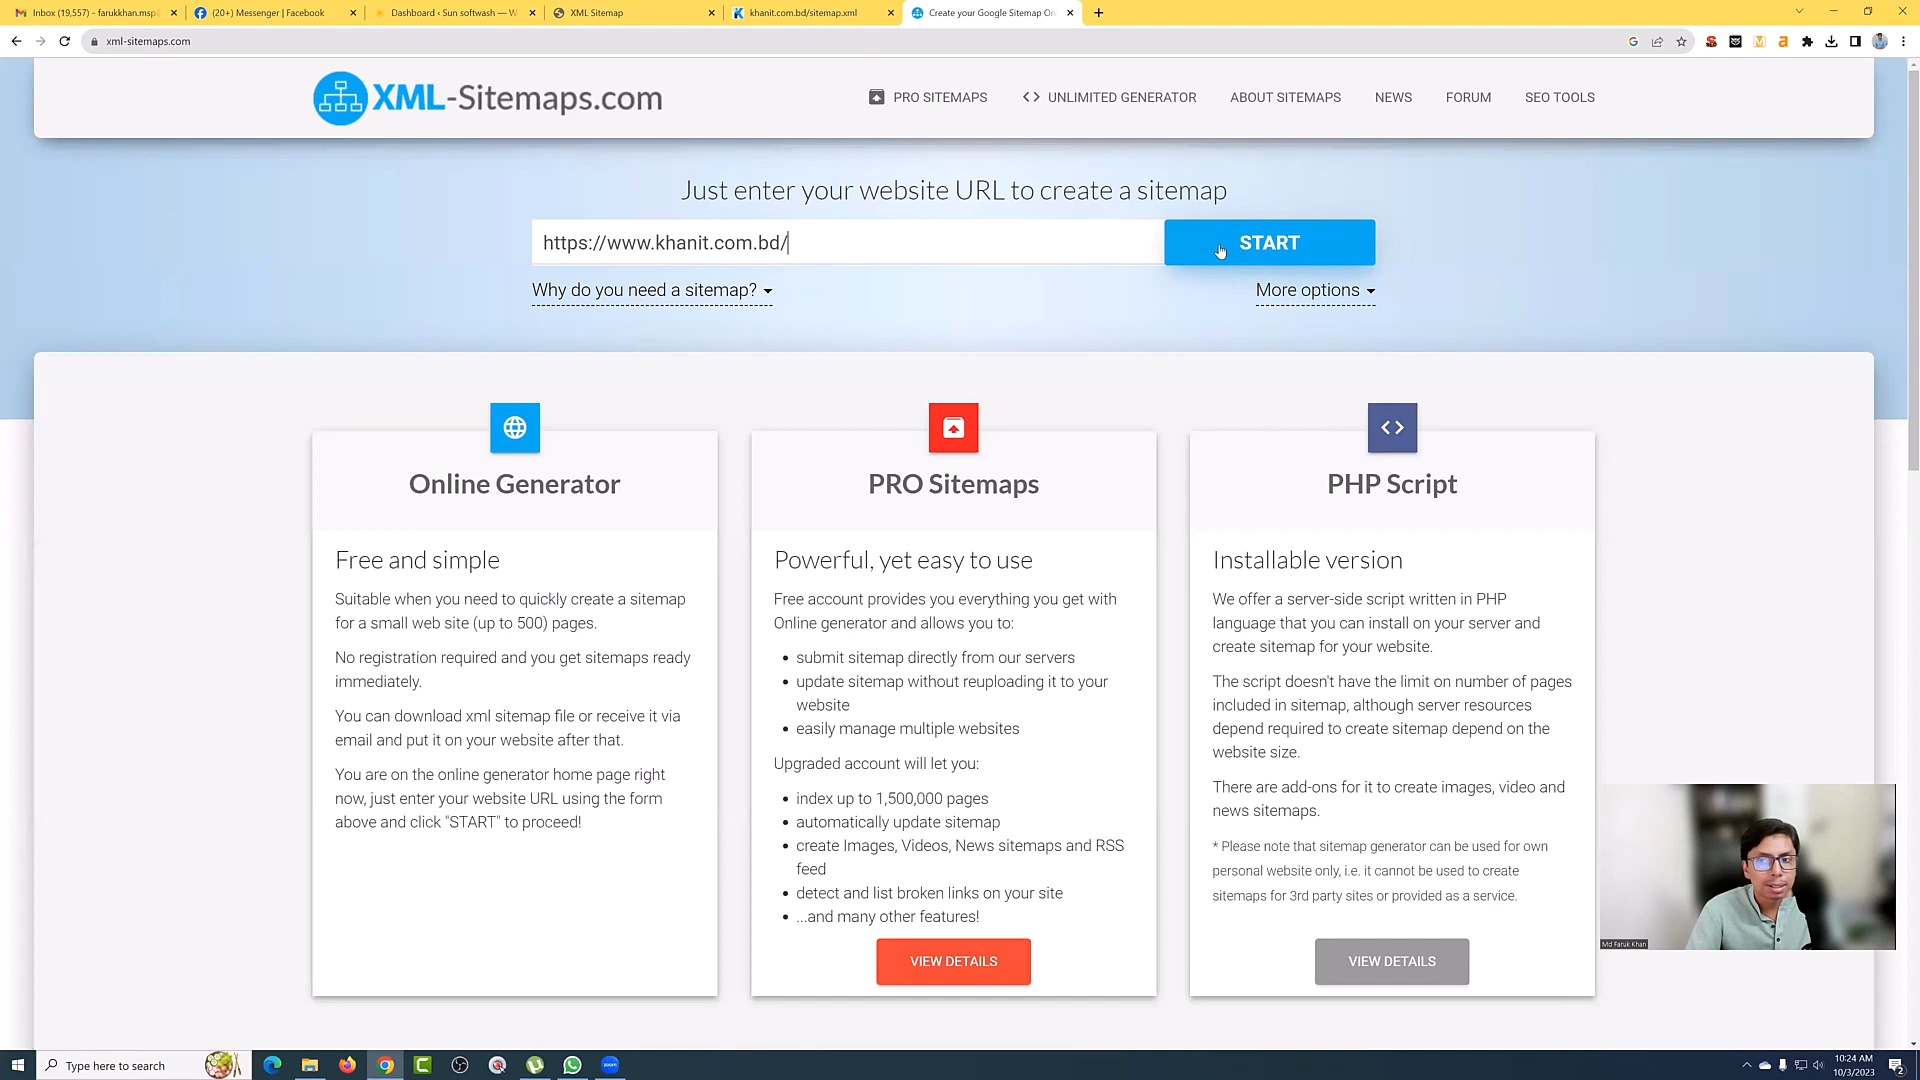 Inbox (19,557) - farukkhan.msp@
(20+) Messenger | Facebook
Dashboard ‹ Sun softwash — W
XML Sitemap
khanit.com.bd/sitemap.xml
Create your Google Sitemap On
xml-sitemaps.com
XML-Sitemaps.com
PRO SITEMAPS
UNLIMITED GENERATOR
ABOUT SITEMAPS
NEWS
FORUM
SEO TOOLS
Just enter your website URL to create a sitemap
https://www.khanit.com.bd/
START
Why do you need a sitemap?
More options
Online Generator
Free and simple
Suitable when you need to quickly create a sitemap
for a small web site (up to 500) pages.
No registration required and you get sitemaps ready
immediately.
You can download xml sitemap file or receive it via
email and put it on your website after that.
You are on the online generator home page right
now, just enter your website URL using the form
above and click "START" to proceed!
PRO Sitemaps
Powerful, yet easy to use
Free account provides you everything you get with
Online generator and allows you to:
• submit sitemap directly from our servers
• update sitemap without reuploading it to your
website
• easily manage multiple websites
Upgraded account will let you:
• index up to 1,500,000 pages
• automatically update sitemap
• create Images, Videos, News sitemaps and RSS
feed
• detect and list broken links on your site
• ...and many other features!
VIEW DETAILS
PHP Script
Installable version
We offer a server-side script written in PHP
language that you can install on your server and
create sitemap for your website.
The script doesn't have the limit on number of pages
included in sitemap, although server resources
depend required to create sitemap depend on the
website size.
There are add-ons for it to create images, video and
news sitemaps.
* Please note that sitemap generator can be used for own
personal website only, i.e. it cannot be used to create
sitemaps for 3rd party sites or provided as a service.
VIEW DETAILS
Md Faruk Khan
Type here to search
zoom
10:24 AM
10/3/2023
2